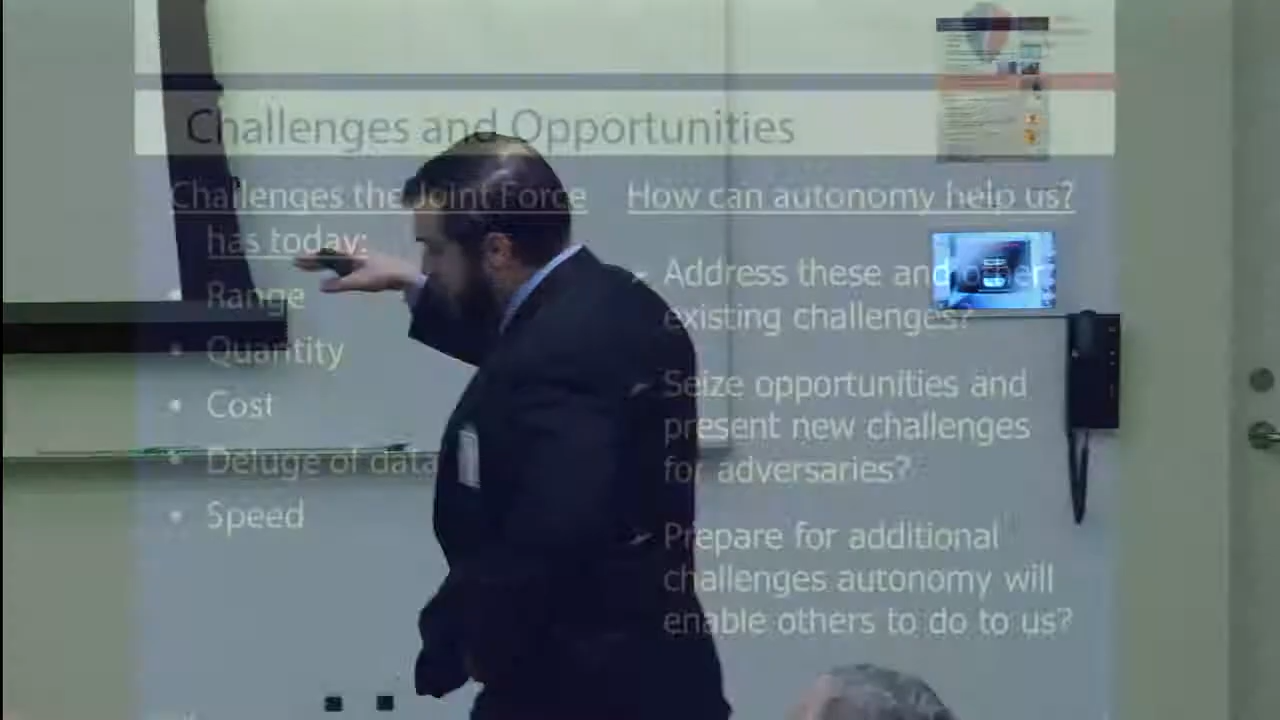 Challenges and Opportunities
Challenges the Joint Force
has today:
• Range
• Quantity
• Cost
• Deluge of data
• Speed
How can autonomy help us?
Address these and other
existing challenges?
Seize opportunities and
present new challenges
for adversaries?
Prepare for additional
challenges autonomy will
enable others to do to us?